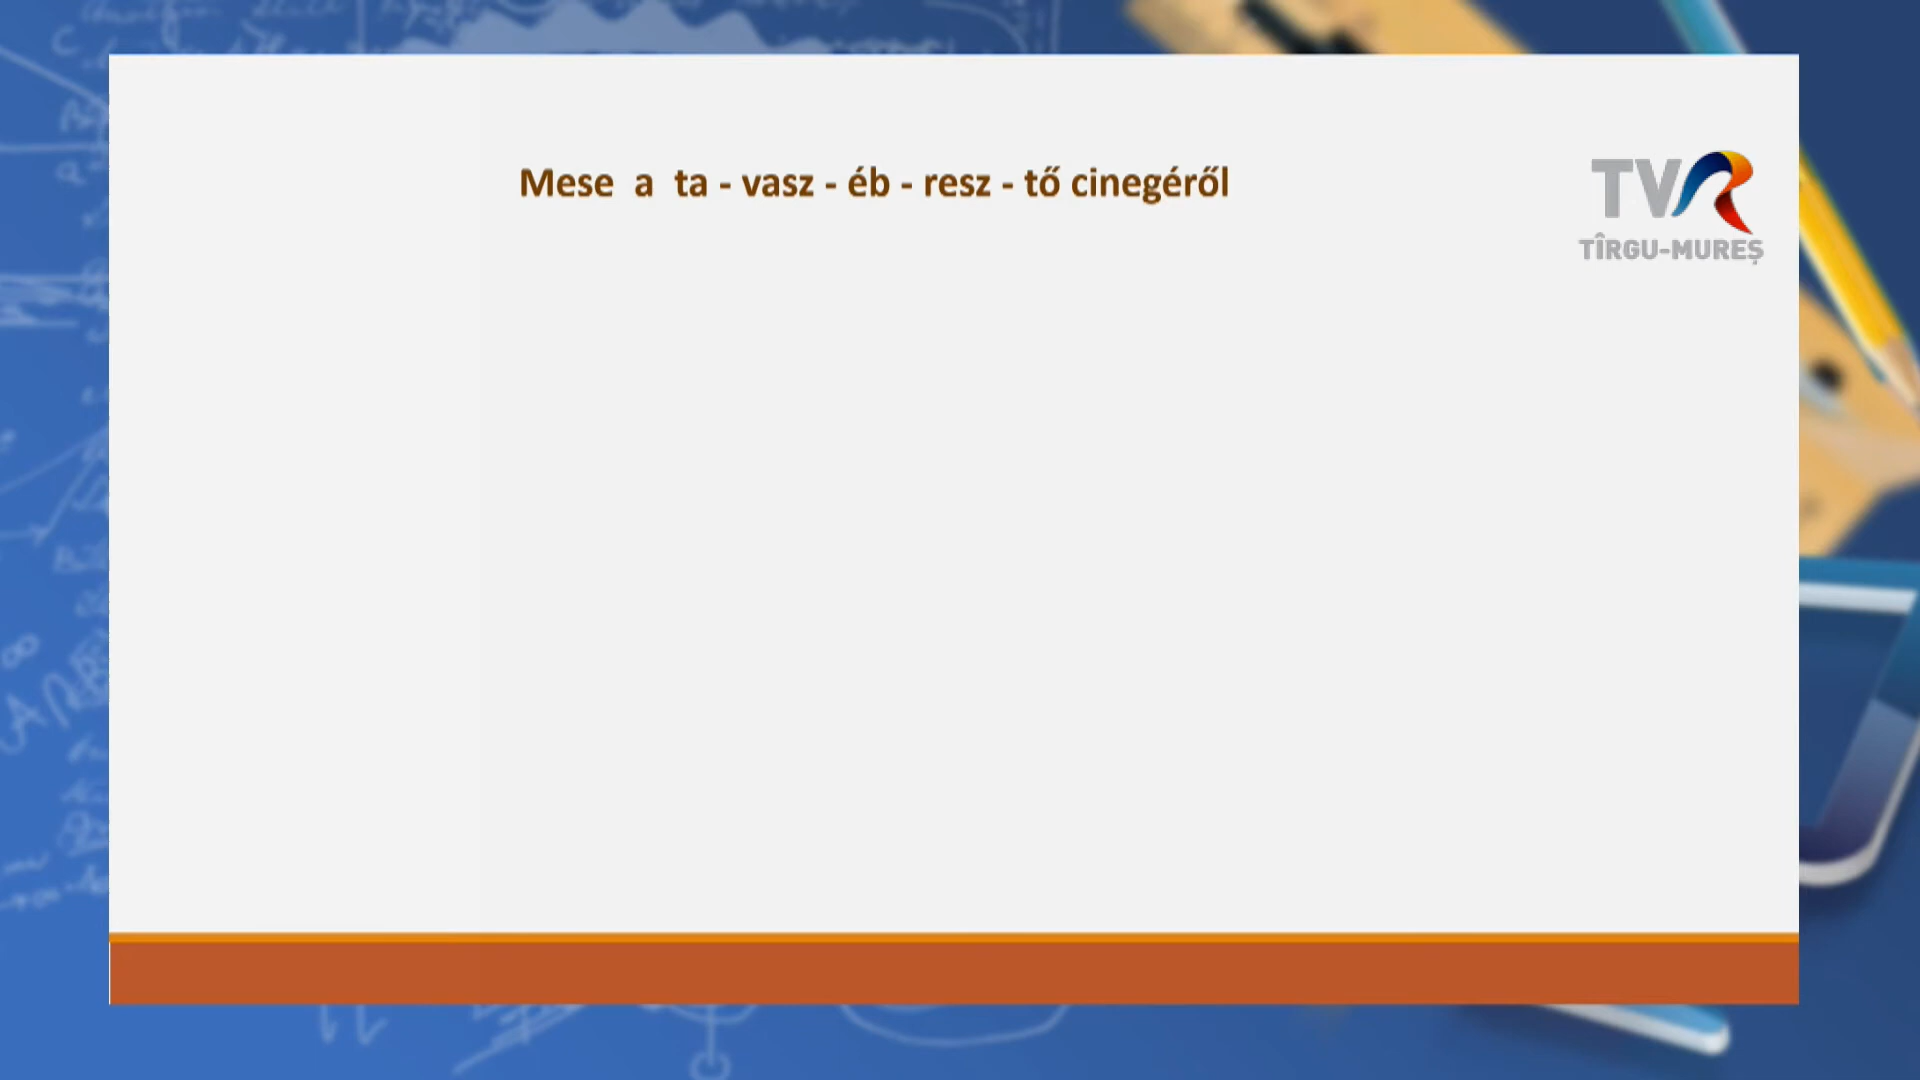 Mese a ta - vasz - éb - resz - tő cinegéről
TVR
TÎRGU-MUREȘ